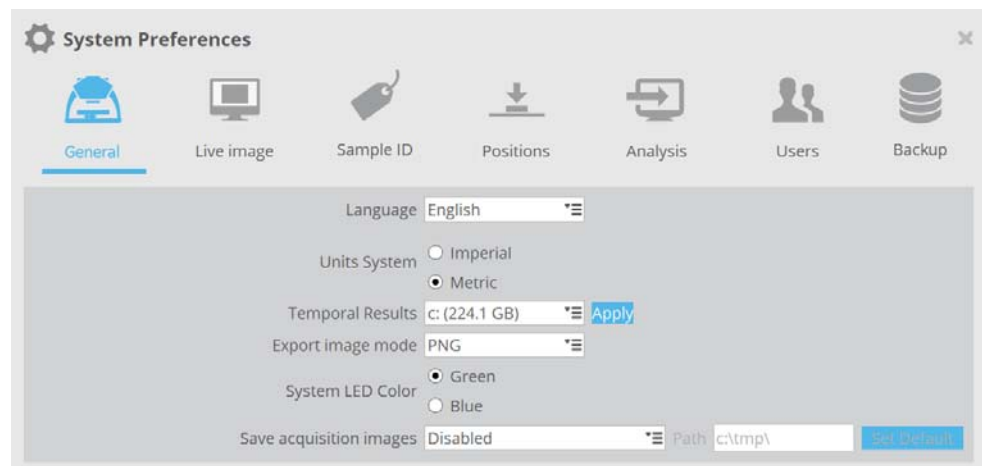 System Preferences
General Live image Sample ID Positions Analysis Users Backup
Language English
Imperial
Units System
Metric
Temporal Results c: (224.1 GB) Apply
Export image mode PNG
Green
System LED Color
Blue
Save acquisition images Disabled Path c:\tmp\ Set Default